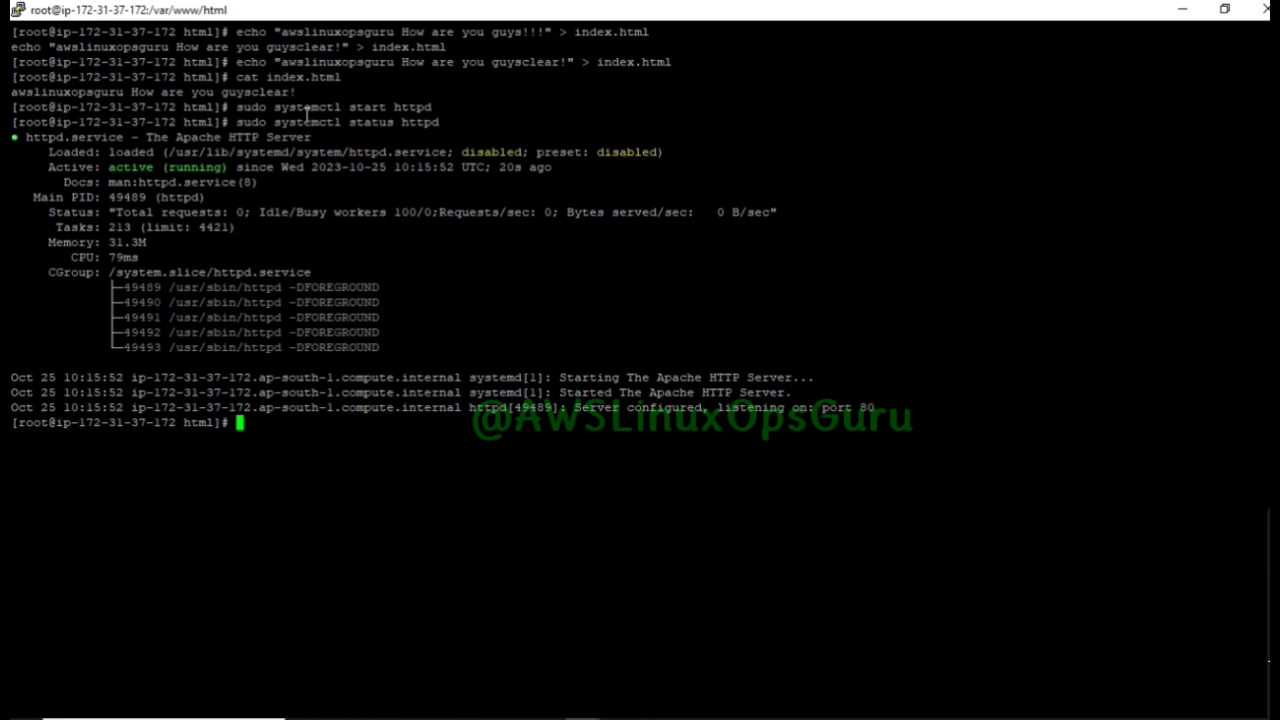 root@ip-172-31-37-172:/var/www/html
[root@ip-172-31-37-172 html]# echo "awslinuxopsguru How are you guys!!!" > index.html
echo "awslinuxopsguru How are you guysclear!" > index.html
[root@ip-172-31-37-172 html]# echo "awslinuxopsguru How are you guysclear!" > index.html
[root@ip-172-31-37-172 html]# cat index.html
awslinuxopsguru How are you guysclear!
[root@ip-172-31-37-172 html]# sudo systemctl start httpd
[root@ip-172-31-37-172 html]# sudo systemctl status httpd
● httpd.service - The Apache HTTP Server
Loaded: loaded (/usr/lib/systemd/system/httpd.service; disabled; preset: disabled)
Active: active (running) since Wed 2023-10-25 10:15:52 UTC; 20s ago
Docs: man:httpd.service(8)
Main PID: 49489 (httpd)
Status: "Total requests: 0; Idle/Busy workers 100/0;Requests/sec: 0; Bytes served/sec:   0 B/sec"
Tasks: 213 (limit: 4421)
Memory: 31.3M
CPU: 79ms
CGroup: /system.slice/httpd.service
├─49489 /usr/sbin/httpd -DFOREGROUND
├─49490 /usr/sbin/httpd -DFOREGROUND
├─49491 /usr/sbin/httpd -DFOREGROUND
├─49492 /usr/sbin/httpd -DFOREGROUND
└─49493 /usr/sbin/httpd -DFOREGROUND
Oct 25 10:15:52 ip-172-31-37-172.ap-south-1.compute.internal systemd[1]: Starting The Apache HTTP Server...
Oct 25 10:15:52 ip-172-31-37-172.ap-south-1.compute.internal systemd[1]: Started The Apache HTTP Server.
Oct 25 10:15:52 ip-172-31-37-172.ap-south-1.compute.internal httpd[49489]: Server configured, listening on: port 80
[root@ip-172-31-37-172 html]#
@AWSLinuxOpsGuru